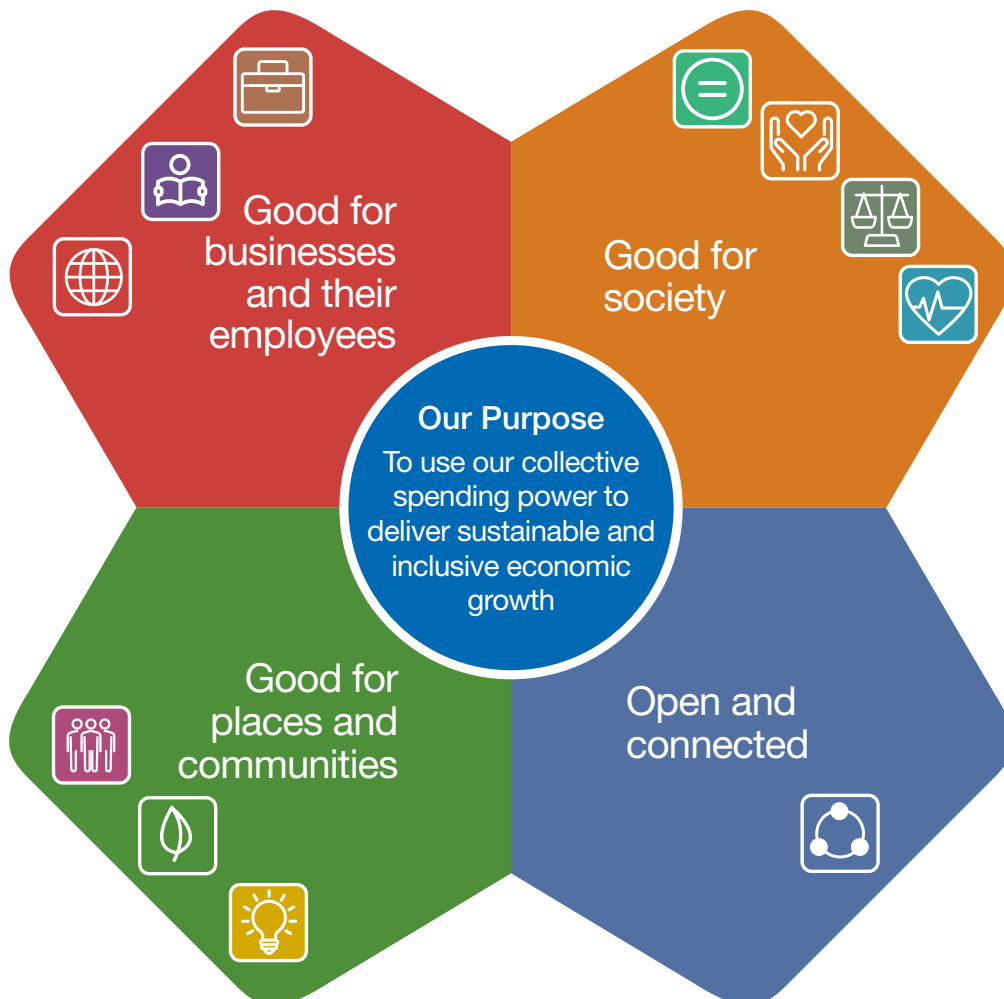 Good for
businesses
and their
employees
Good for
society
Our Purpose
To use our collective
spending power to
deliver sustainable and
inclusive economic
growth
Good for
places and
communities
Open and
connected